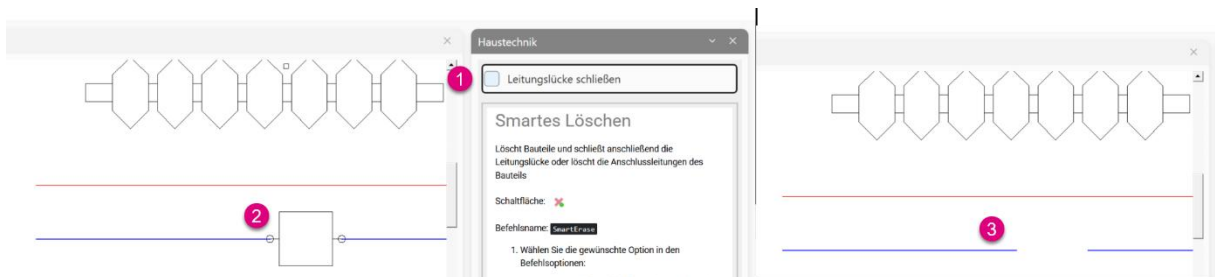 Haustechnik
1
Leitungslücke schließen
Smartes Löschen
Löscht Bauteile und schließt anschließend die
Leitungslücke oder löscht die Anschlussleitungen des
Bauteils
Schaltfläche:
2
Befehlsname: SmartErase
3
1. Wählen Sie die gewünschte Option in den
Befehlsoptionen: